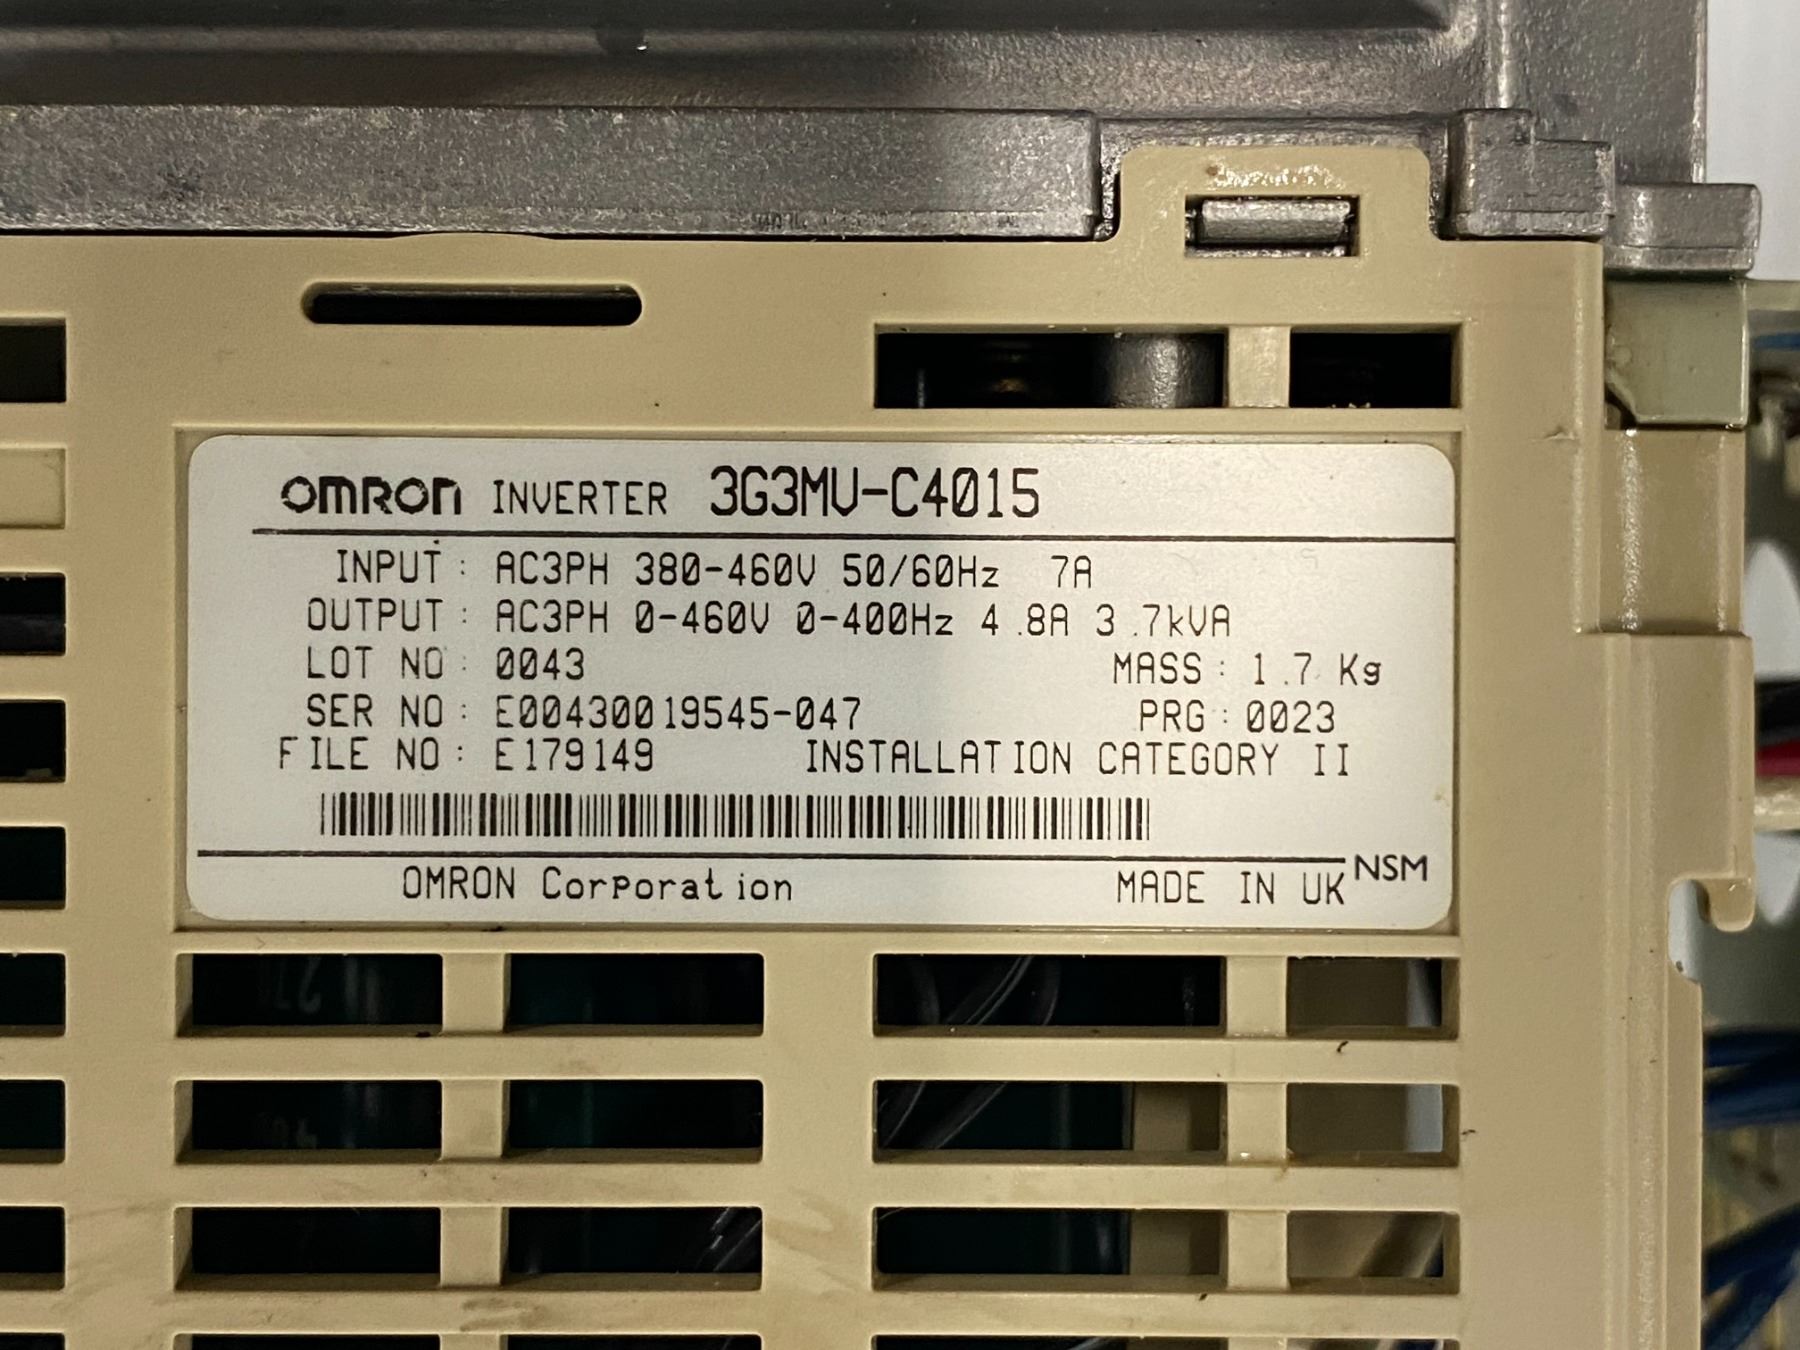 OMRON INVERTER 3G3MV-C4015
INPUT : AC3PH 380-460V 50/60Hz 7A
OUTPUT : AC3PH 0-460V 0-400Hz 4.8A 3.7kVA
LOT NO : 0043 MASS : 1.7 Kg
SER NO : E00430019545-047 PRG : 0023
FILE NO : E179149 INSTALLATION CATEGORY II
OMRON Corporation MADE IN UK NSM